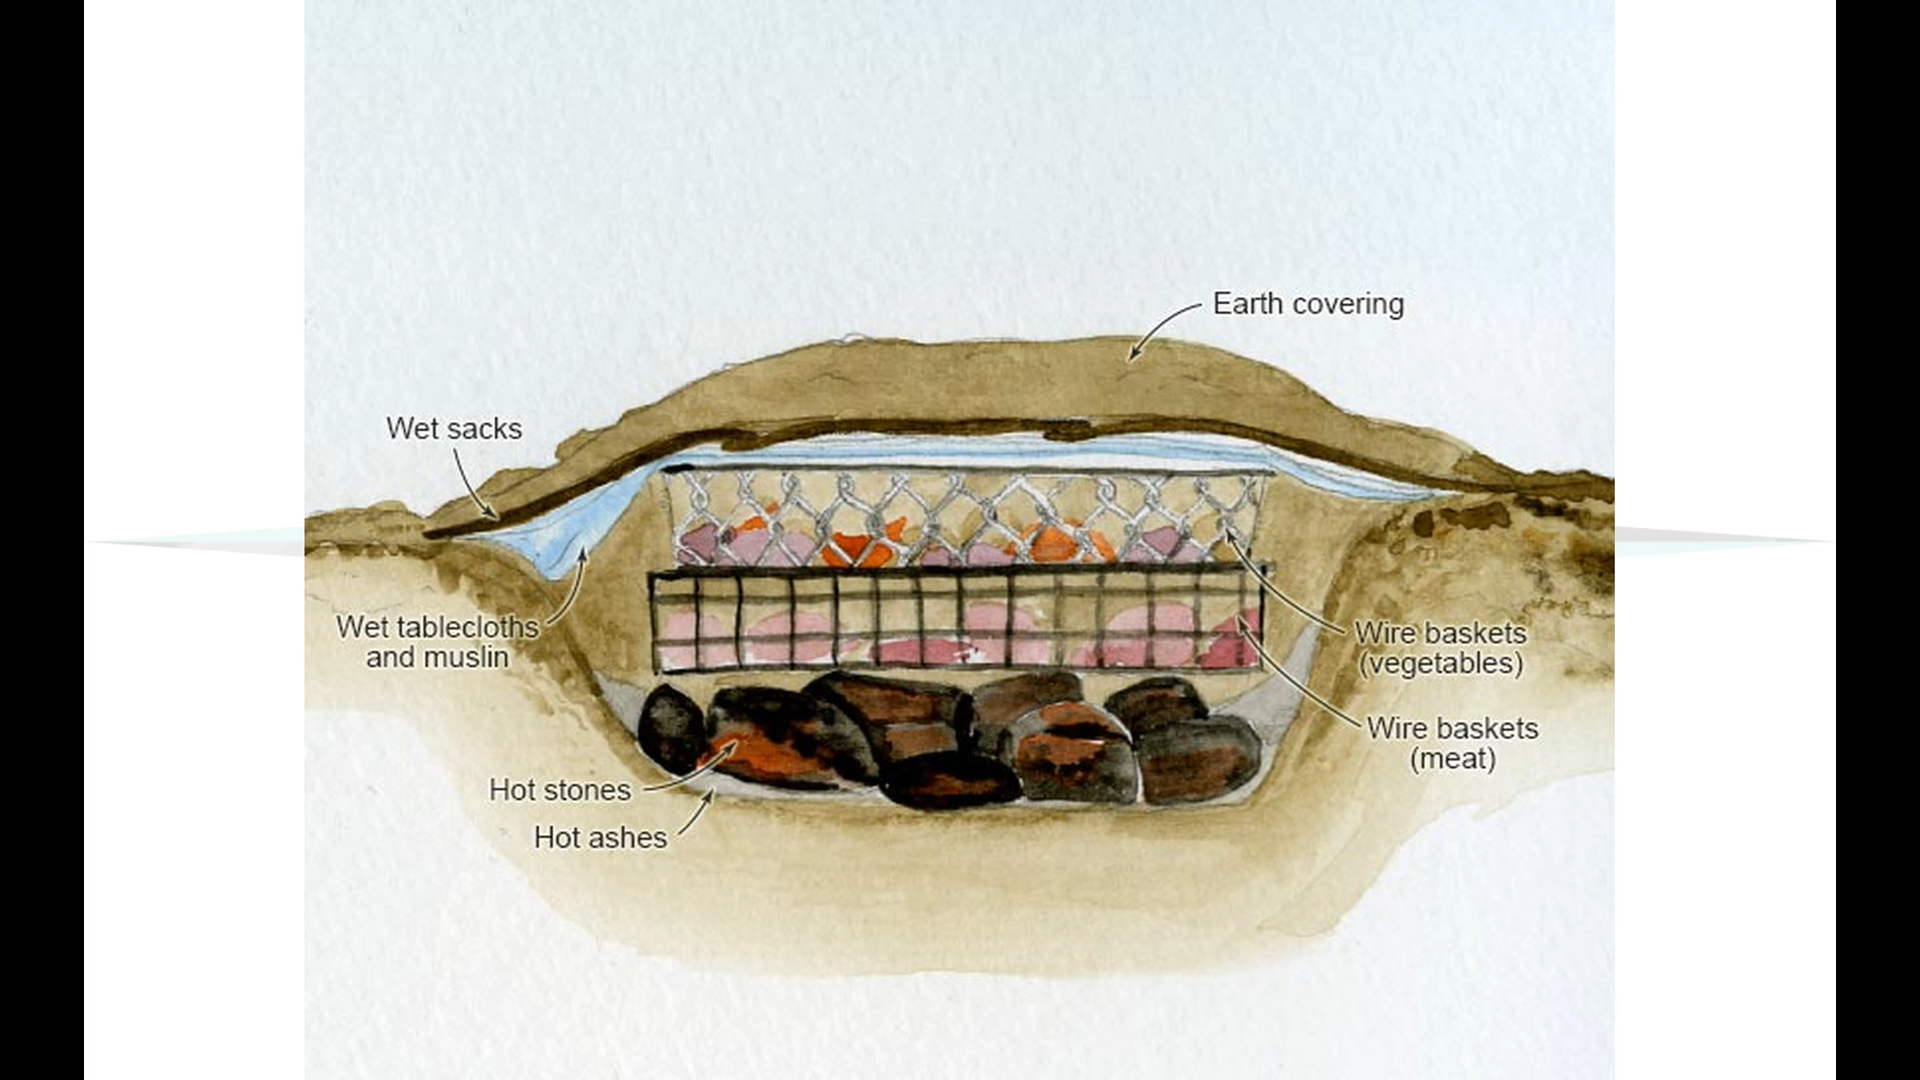 Earth covering
Wet sacks
Wet tablecloths
and muslin
Wire baskets
(vegetables)
Wire baskets
(meat)
Hot stones
Hot ashes